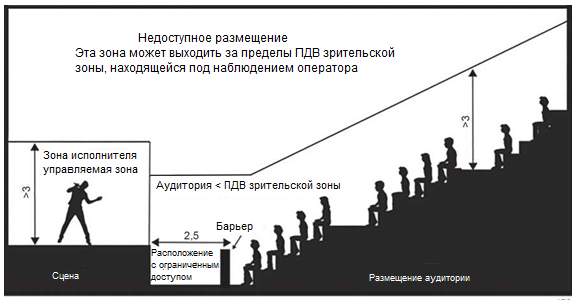 Недоступное размещение
Эта зона может выходить за пределы ПДВ зрительской
зоны, находящейся под наблюдением оператора
Зона исполнителя
управляемая зона
>3
>3
Аудитория < ПДВ зрительской зоны
2,5
Барьер
Расположение
с ограниченным
доступом
Сцена
Размещение аудитории